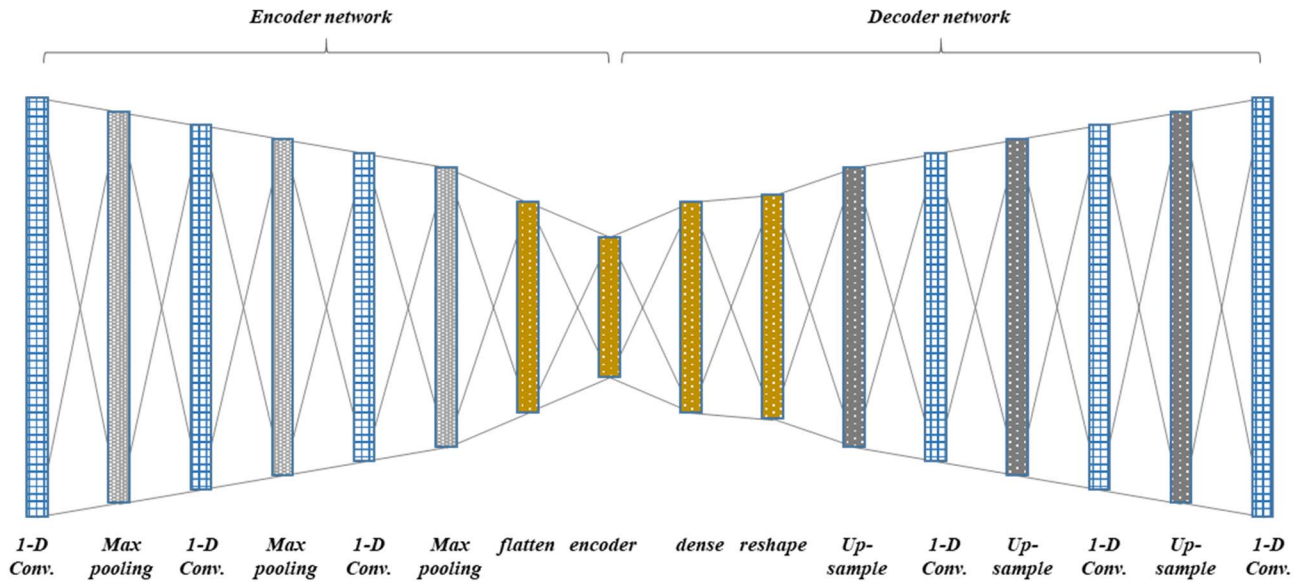 Encoder network
Decoder network
1-D Conv.
Max pooling
1-D Conv.
Max pooling
1-D Conv.
Max pooling
flatten
encoder
dense
reshape
Up-
sample
1-D Conv.
Up-
sample
1-D Conv.
Up-
sample
1-D Conv.